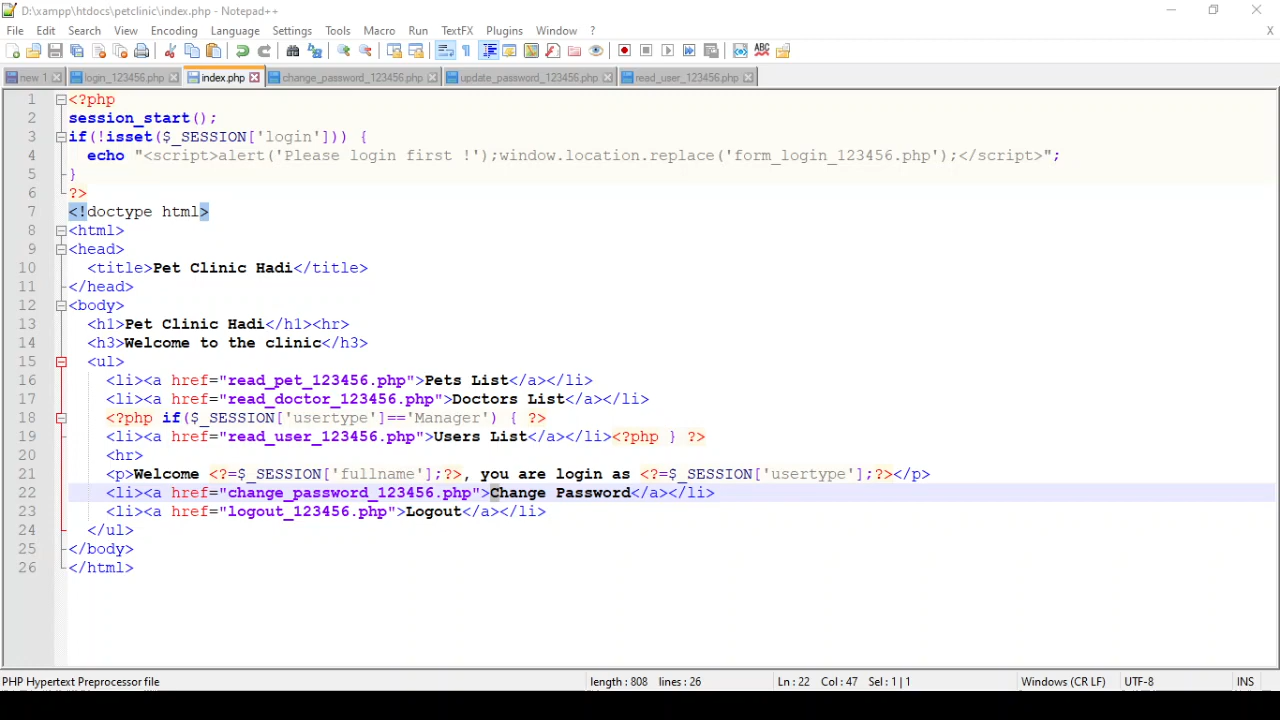 D:\xampp\htdocs\petclinic\index.php - Notepad++
File Edit Search View Encoding Language Settings Tools Macro Run TextFX Plugins Window ? X
new 1 login_123456.php index.php change_password_123456.php update_password_123456.php read_user_123456.php
1 <?php
2 session_start();
3 if(!isset($_SESSION['login'])) {
4 echo "<script>alert('Please login first !');window.location.replace('form_login_123456.php');</script>";
5 }
6 ?>
7 <!doctype html>
8 <html>
9 <head>
10 <title>Pet Clinic Hadi</title>
11 </head>
12 <body>
13 <h1>Pet Clinic Hadi</h1><hr>
14 <h3>Welcome to the clinic</h3>
15 <ul>
16 <li><a href="read_pet_123456.php">Pets List</a></li>
17 <li><a href="read_doctor_123456.php">Doctors List</a></li>
18 <?php if($_SESSION['usertype']=='Manager') { ?>
19 <li><a href="read_user_123456.php">Users List</a></li><?php } ?>
20 <hr>
21 <p>Welcome <?=$_SESSION['fullname'];?>, you are login as <?=$_SESSION['usertype'];?></p>
22 <li><a href="change_password_123456.php">Change Password</a></li>
23 <li><a href="logout_123456.php">Logout</a></li>
24 </ul>
25 </body>
26 </html>
PHP Hypertext Preprocessor file length : 808 lines : 26 Ln : 22 Col : 47 Sel : 1 | 1 Windows (CR LF) UTF-8 INS